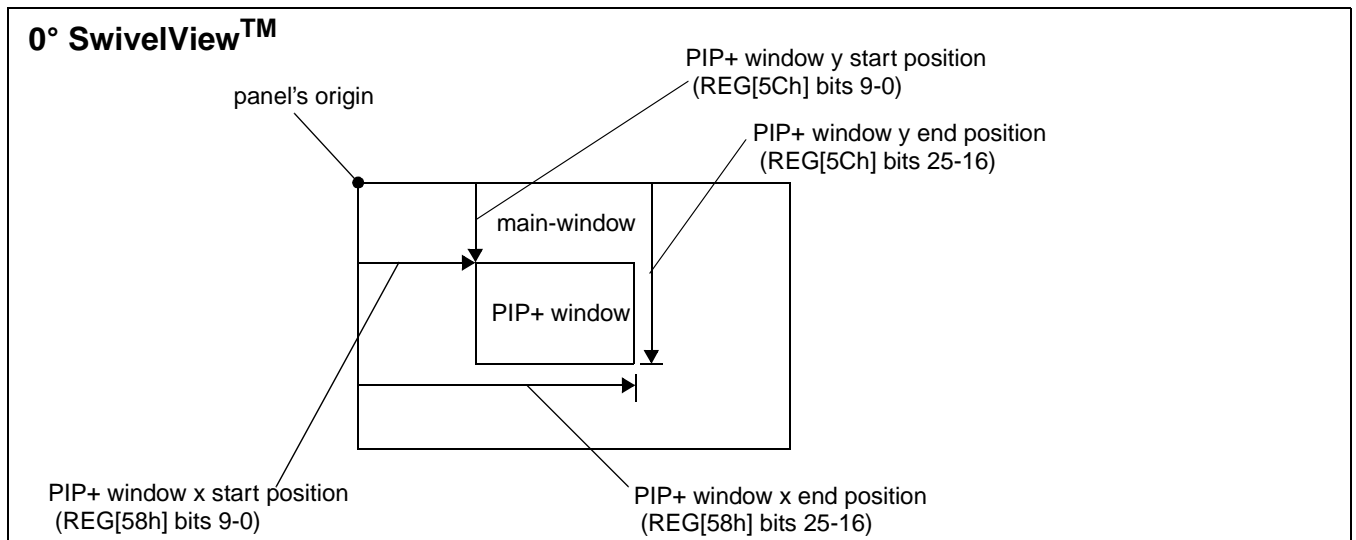 0° SwivelView™
PIP+ window y start position
(REG[5Ch] bits 9-0)
panel's origin
PIP+ window y end position
(REG[5Ch] bits 25-16)
main-window
PIP+ window
PIP+ window x start position
(REG[58h] bits 9-0)
PIP+ window x end position
(REG[58h] bits 25-16)